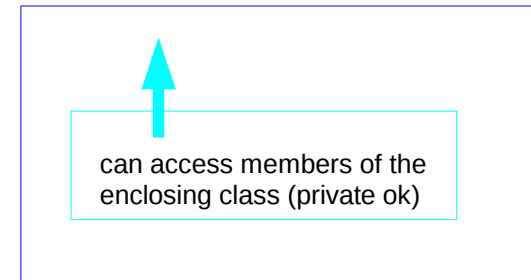 can access members of the
enclosing class (private ok)